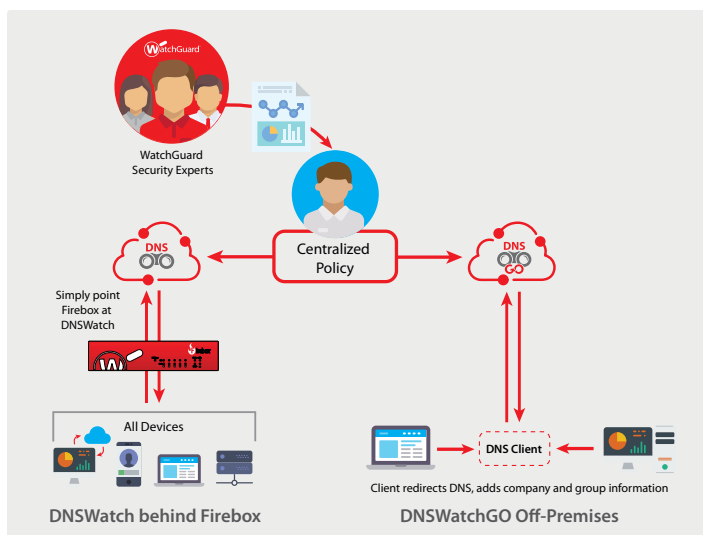 WatchGuard
WatchGuard
Security Experts
Centralized
Policy
DNS
DNS
GO
Simply point
Firebox at
DNSWatch
W
All Devices
DNS Client
Client redirects DNS, adds company and group information
DNSWatch behind Firebox
DNSWatchGO Off-Premises